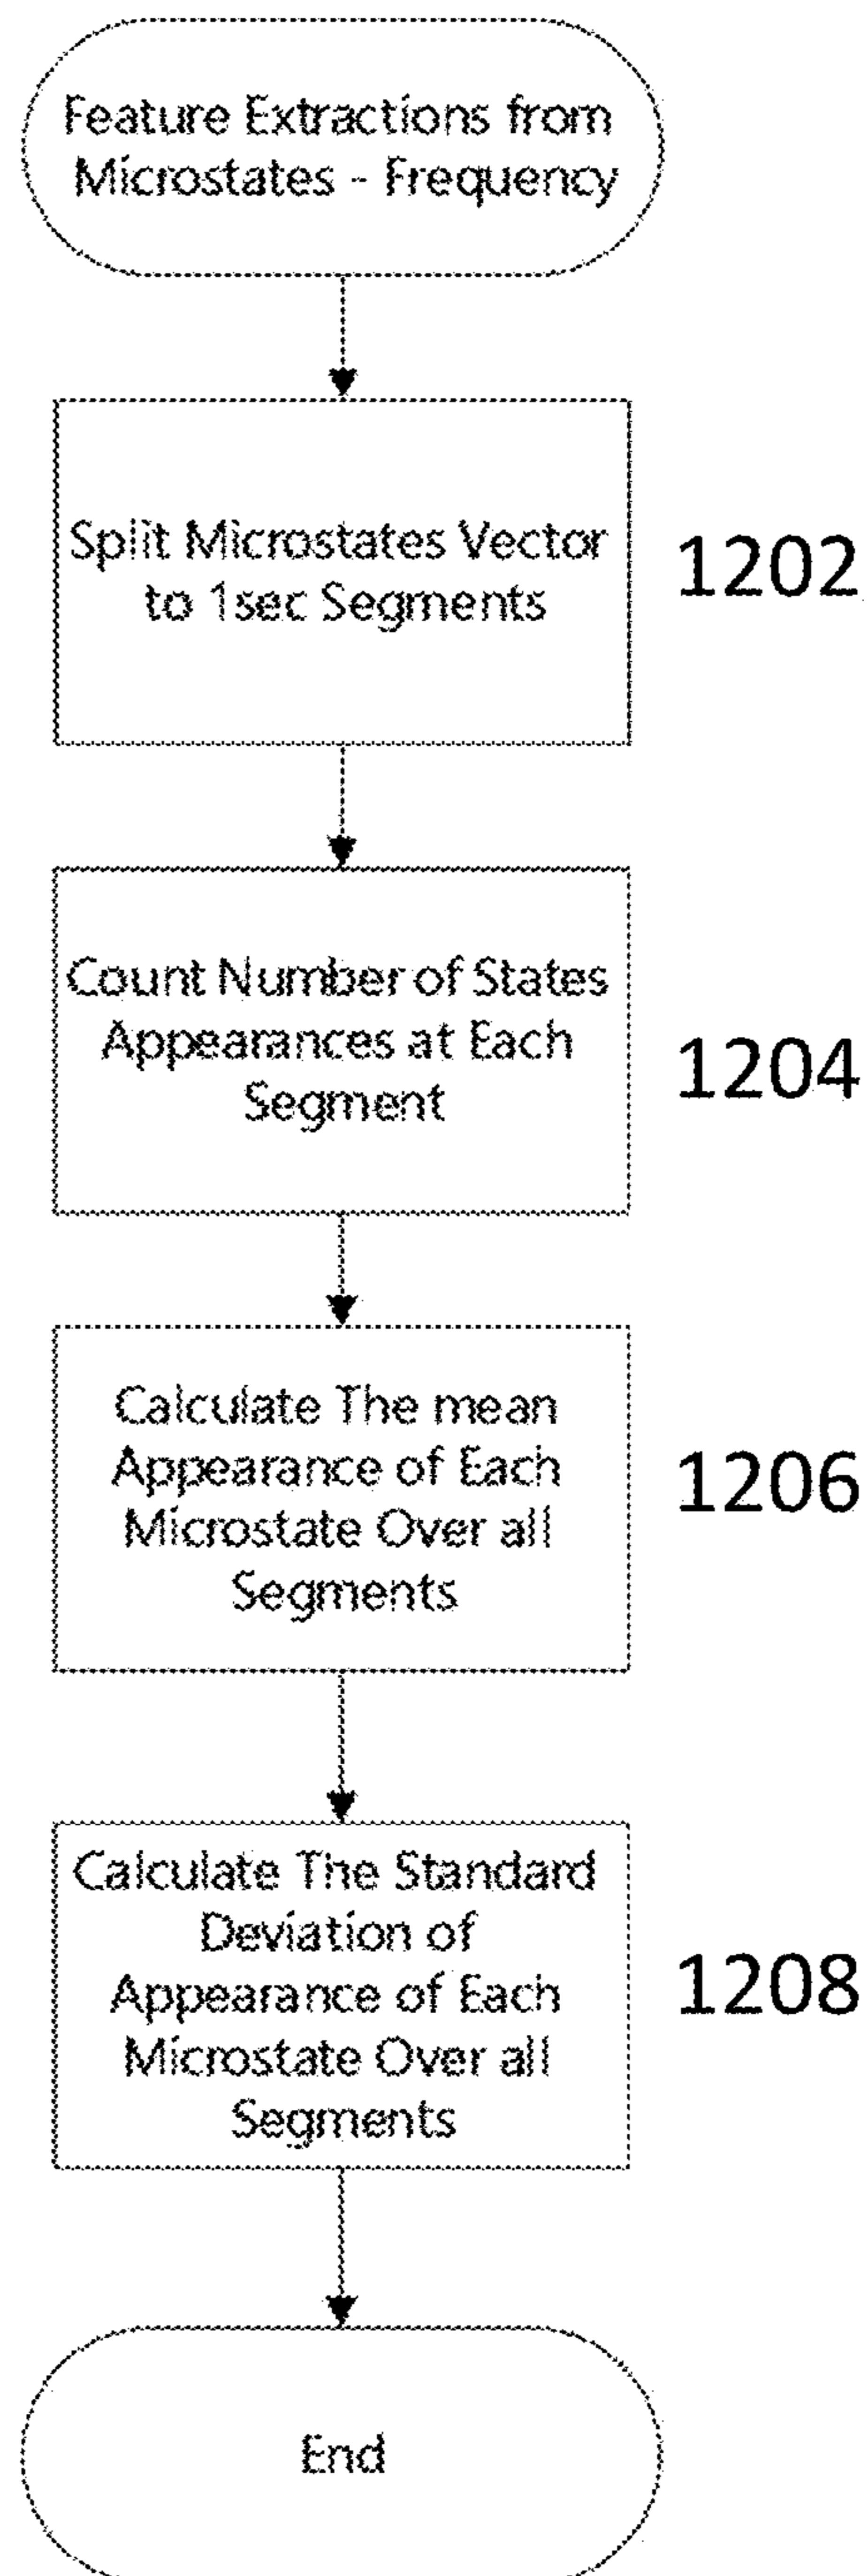 Feature Extractions from
Microstates - Frequency
Split Microstates Vector
to 1sec Segments
1202
Count Number of States
Appearances at Each
Segment
1204
Calculate The mean
Appearance of Each
Microstate Over all
Segments
1206
Calculate The Standard
Deviation of
Appearance of Each
Microstate Over all
Segments
1208
End